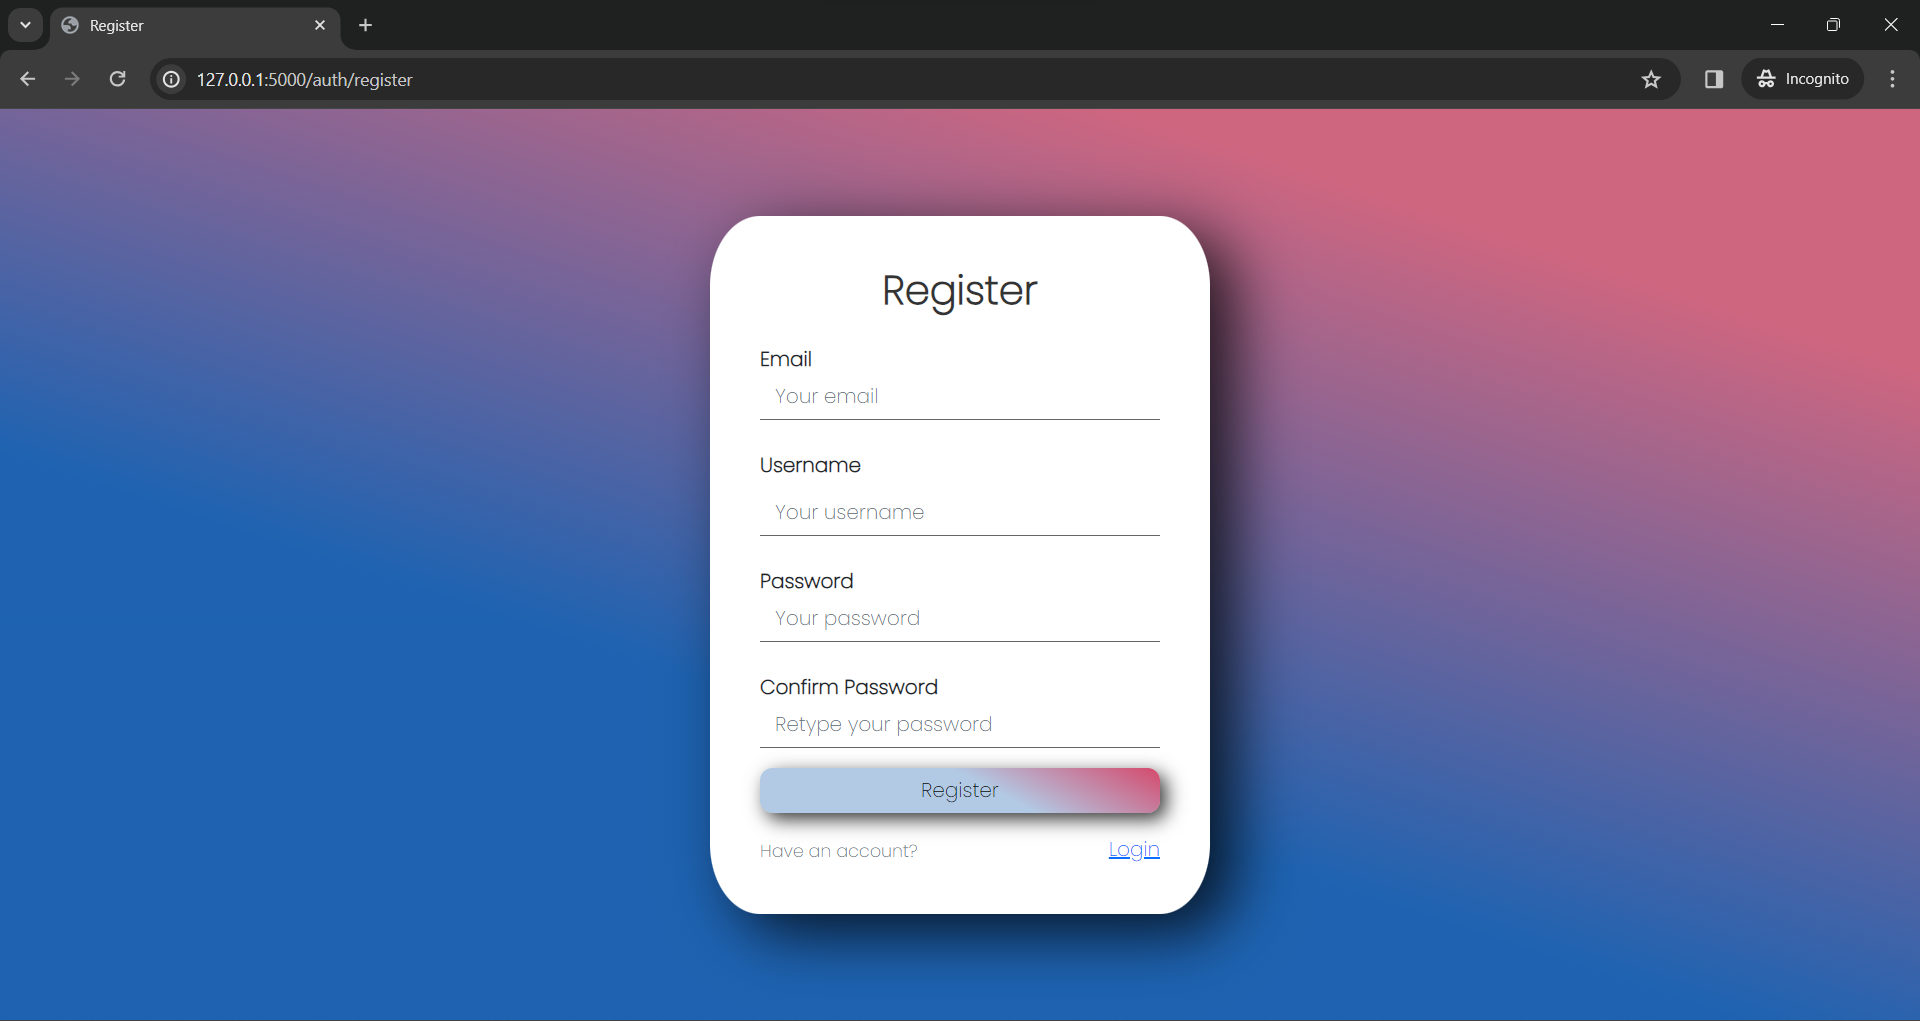 Register
127.0.0.1:5000/auth/register
Incognito
Register
Email
Your email
Username
Your username
Password
Your password
Confirm Password
Retype your password
Register
Have an account? Login